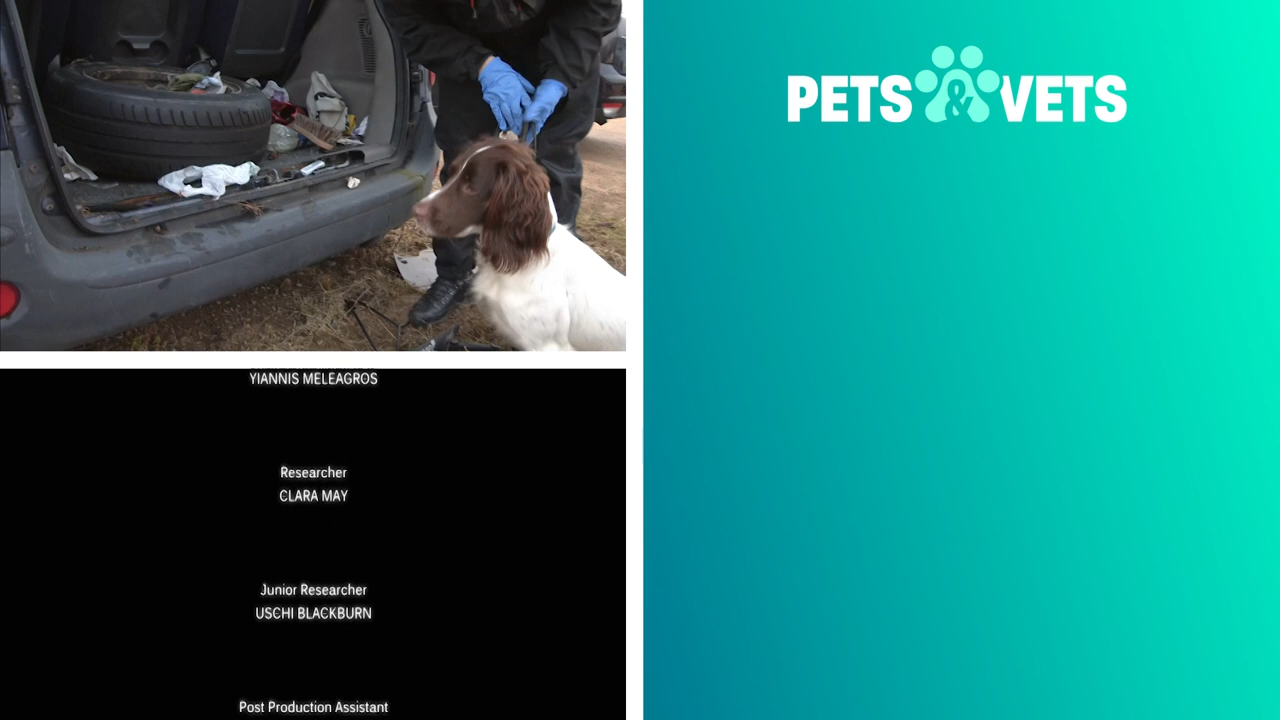 YIANNIS MELEAGROS
Researcher
CLARA MAY
Junior Researcher
USCHI BLACKBURN
Post Production Assistant
PETS & VETS